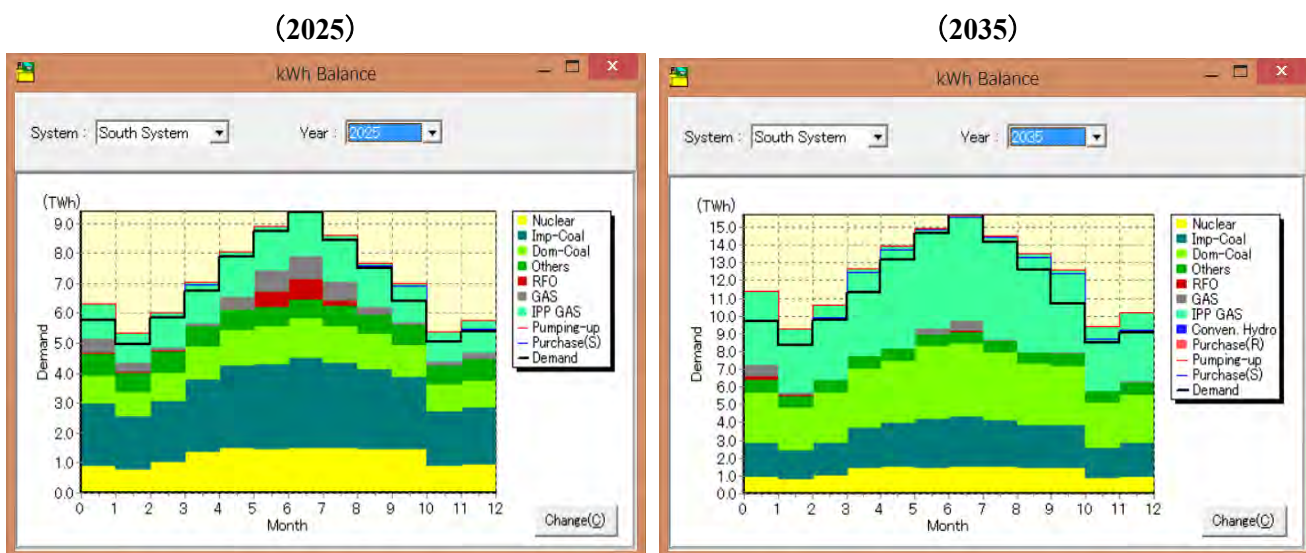 (2025)
kWh Balance
System : South System
Year : 2025
(TWh)
9.0
8.0
7.0
6.0
5.0
4.0
3.0
2.0
1.0
0.0
Demand
0 1 2 3 4 5 6 7 8 9 10 11 12
Month
Nuclear
Imp-Coal
Dom-Coal
Others
RFO
GAS
IPP GAS
Pumping-up
Purchase(S)
Demand
Change(C)
(2035)
kWh Balance
System : South System
Year : 2035
(TWh)
15.0
14.0
13.0
12.0
11.0
10.0
9.0
8.0
7.0
6.0
5.0
4.0
3.0
2.0
1.0
0.0
Demand
0 1 2 3 4 5 6 7 8 9 10 11 12
Month
Nuclear
Imp-Coal
Dom-Coal
Others
RFO
GAS
IPP GAS
Conven. Hydro
Purchase(R)
Pumping-up
Purchase(S)
Demand
Change(C)